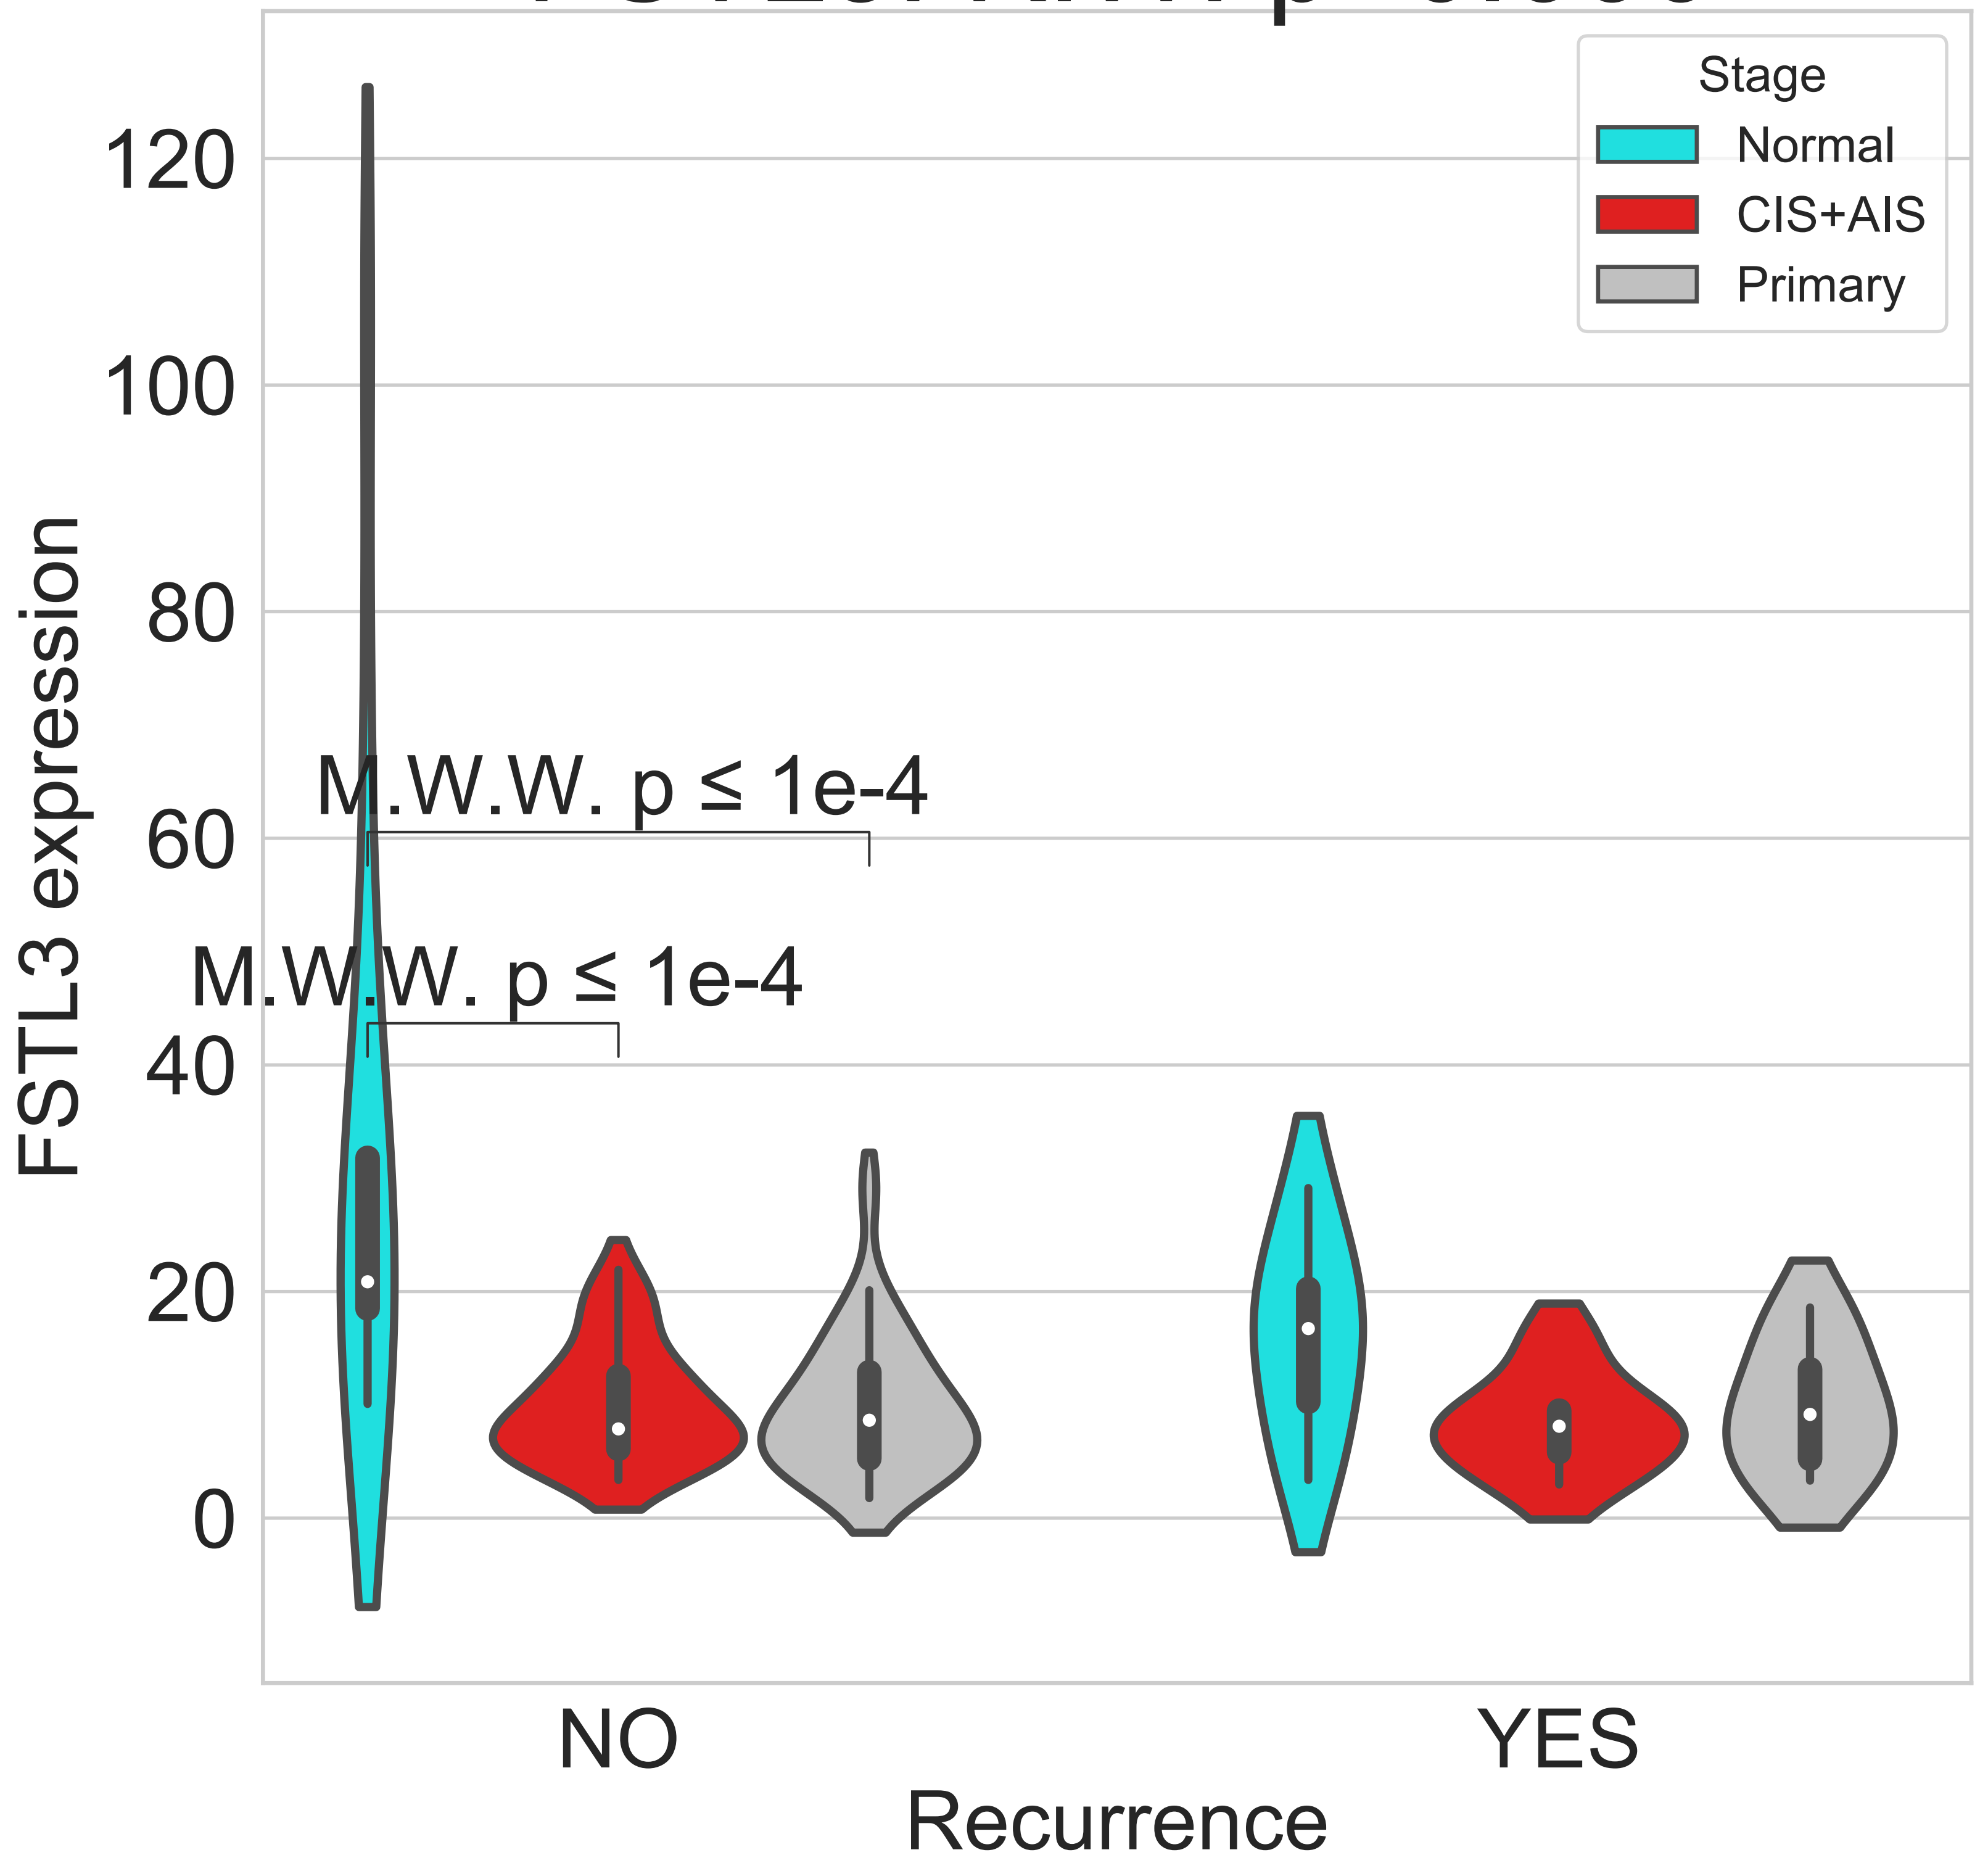 Stage
Normal
CIS+AIS
Primary
120
100
80
60
40
20
0
FSTL3 expression
M.W.W. p ≤ 1e-4
M.W.W. p ≤ 1e-4
NO
YES
Recurrence